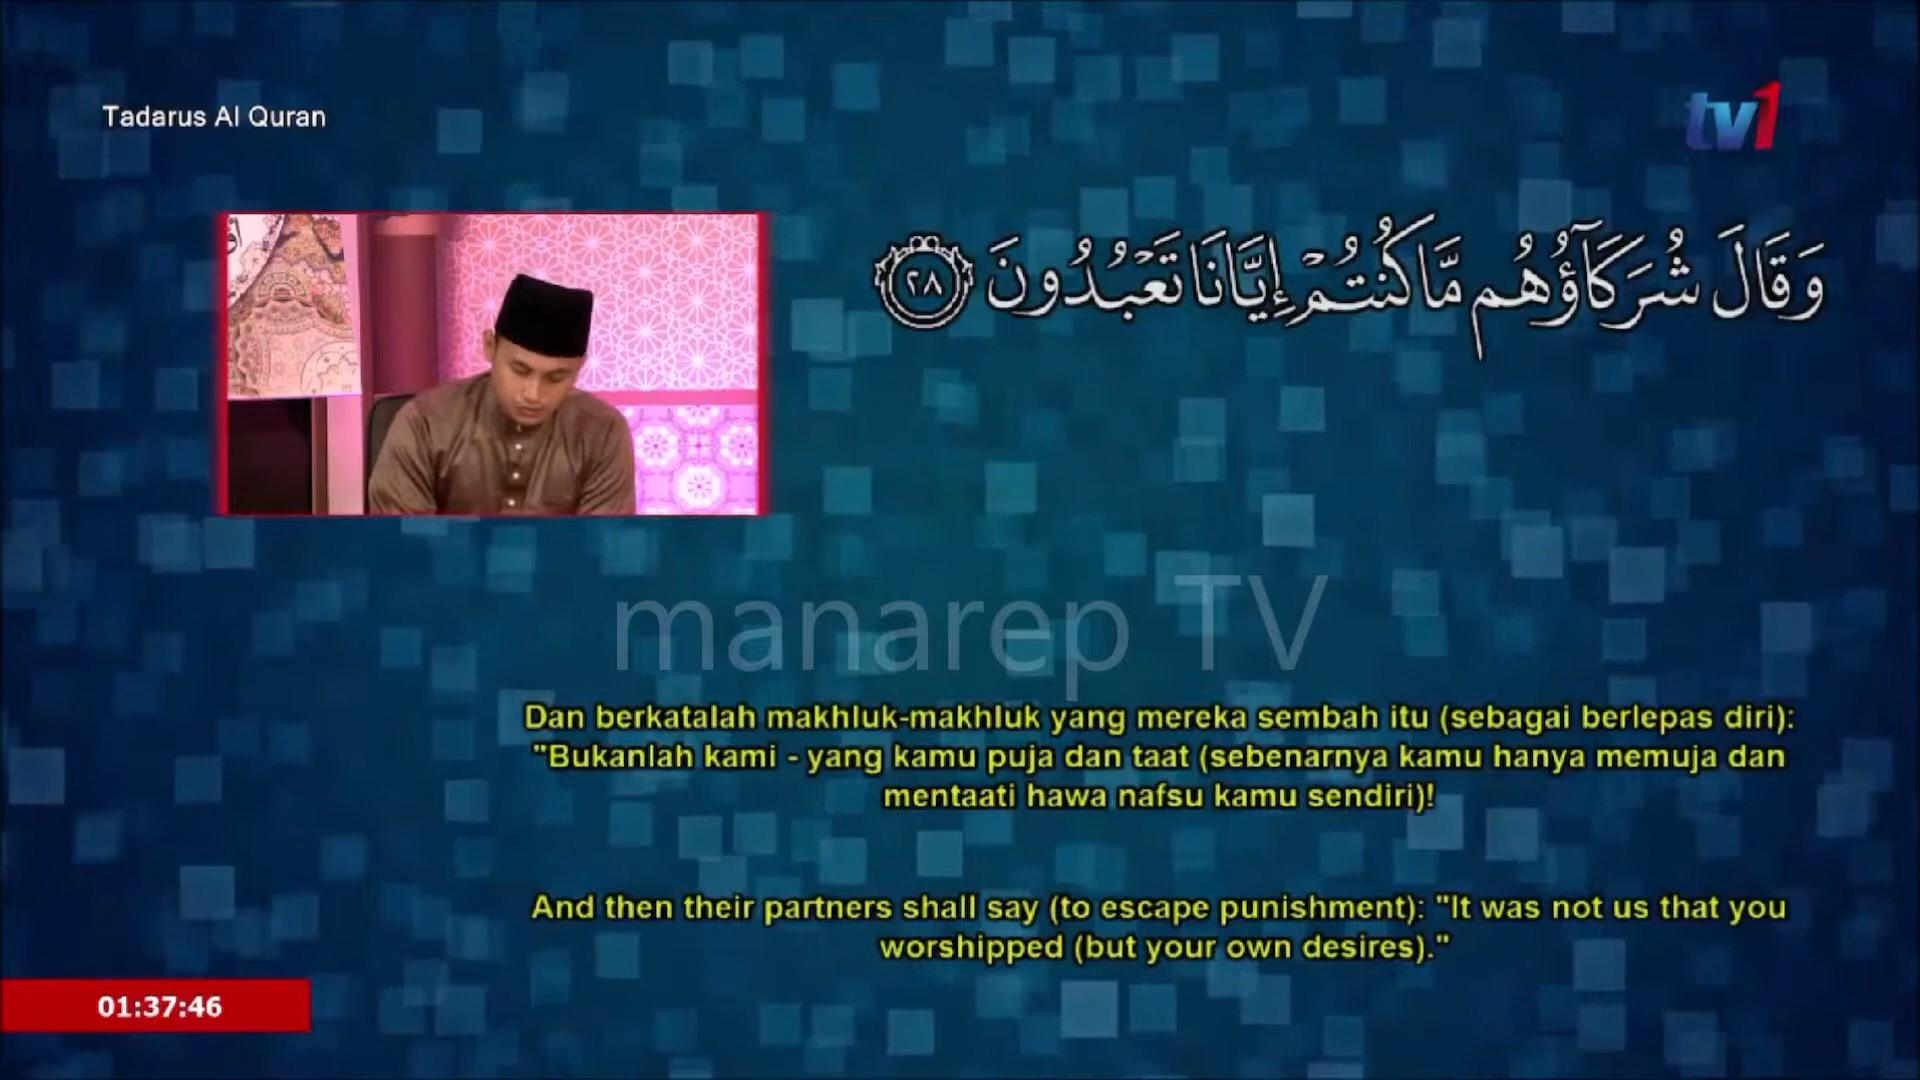 Tadarus Al Quran
tv1
وَقَالَ شُرَكَاؤُهُم مَّا كُنتُمْ إِيَّانَا تَعْبُدُونَ ٢٨
manarep TV
Dan berkatalah makhluk-makhluk yang mereka sembah itu (sebagai berlepas diri):
"Bukanlah kami - yang kamu puja dan taat (sebenarnya kamu hanya memuja dan
mentaati hawa nafsu kamu sendiri)!
And then their partners shall say (to escape punishment): "It was not us that you
worshipped (but your own desires)."
01:37:46